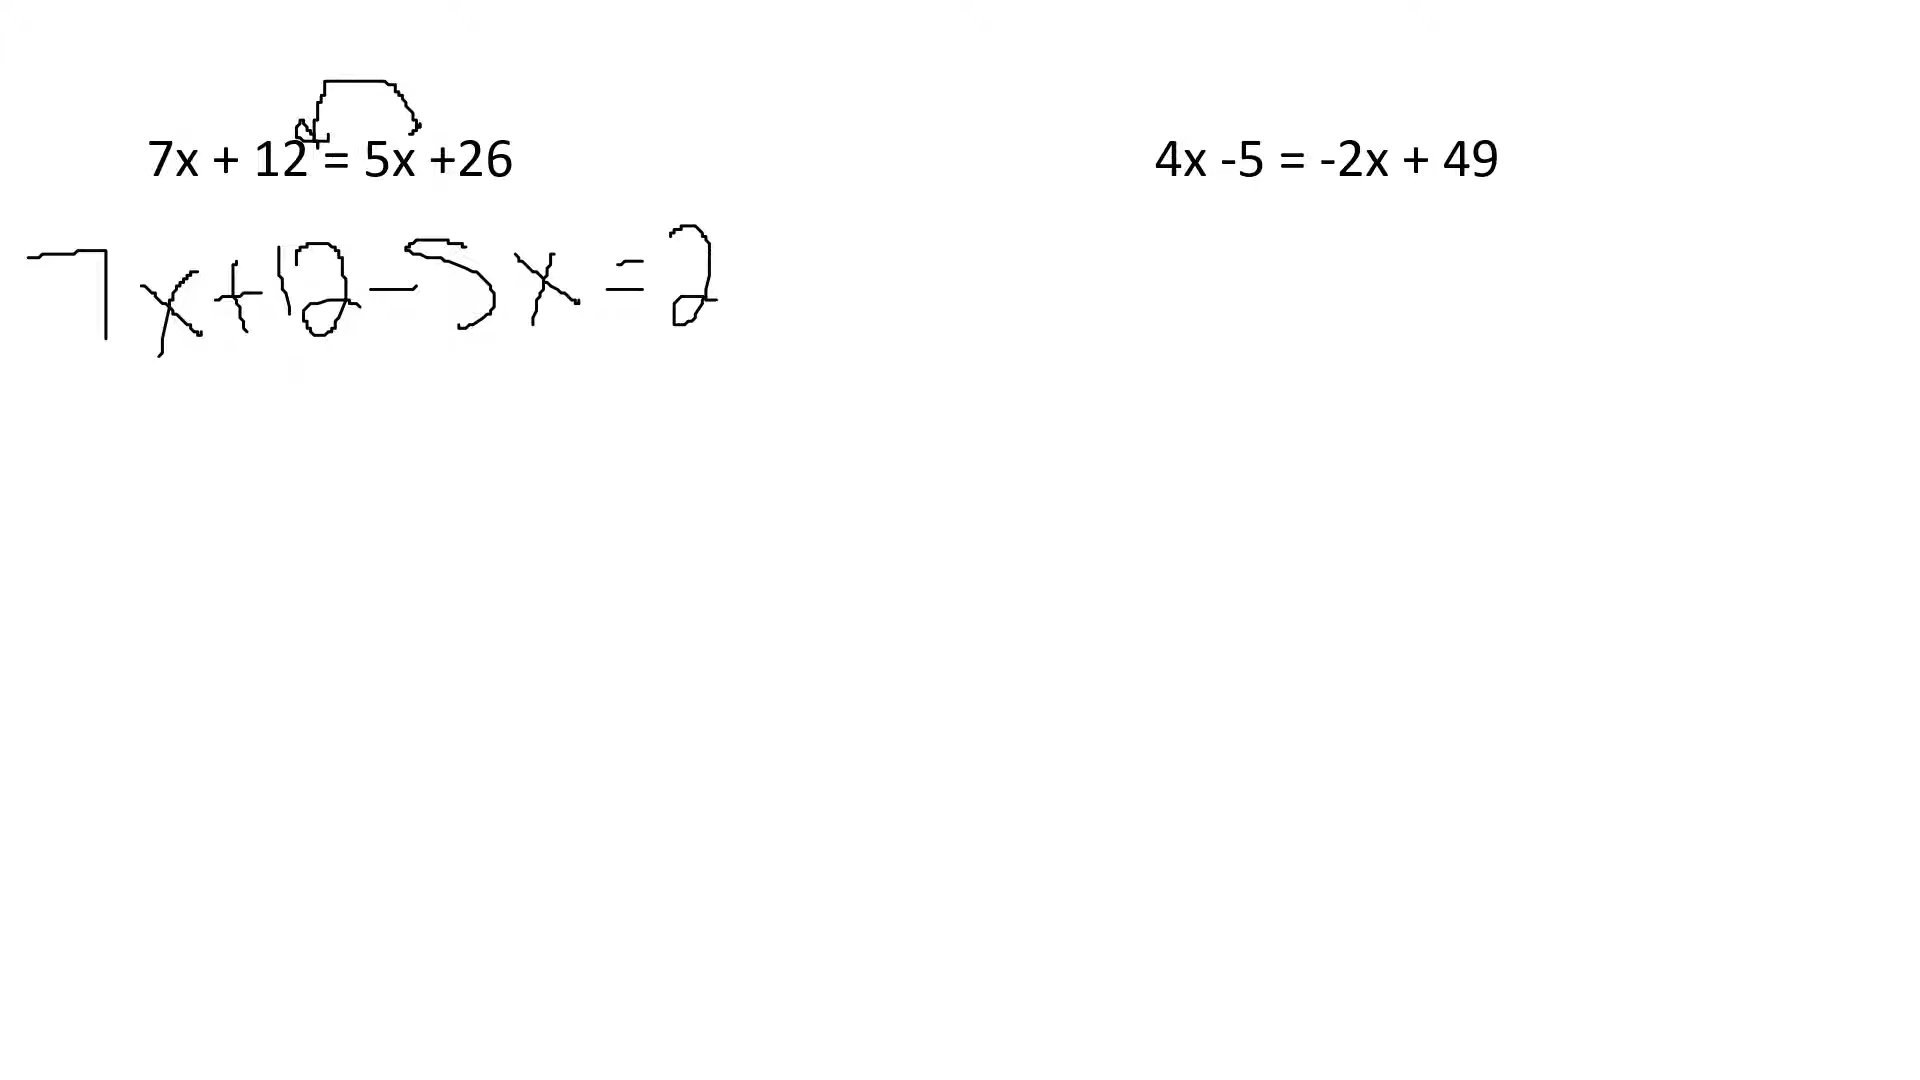 7x + 12 = 5x +26
4x -5 = -2x + 49
7x+12-5x=2